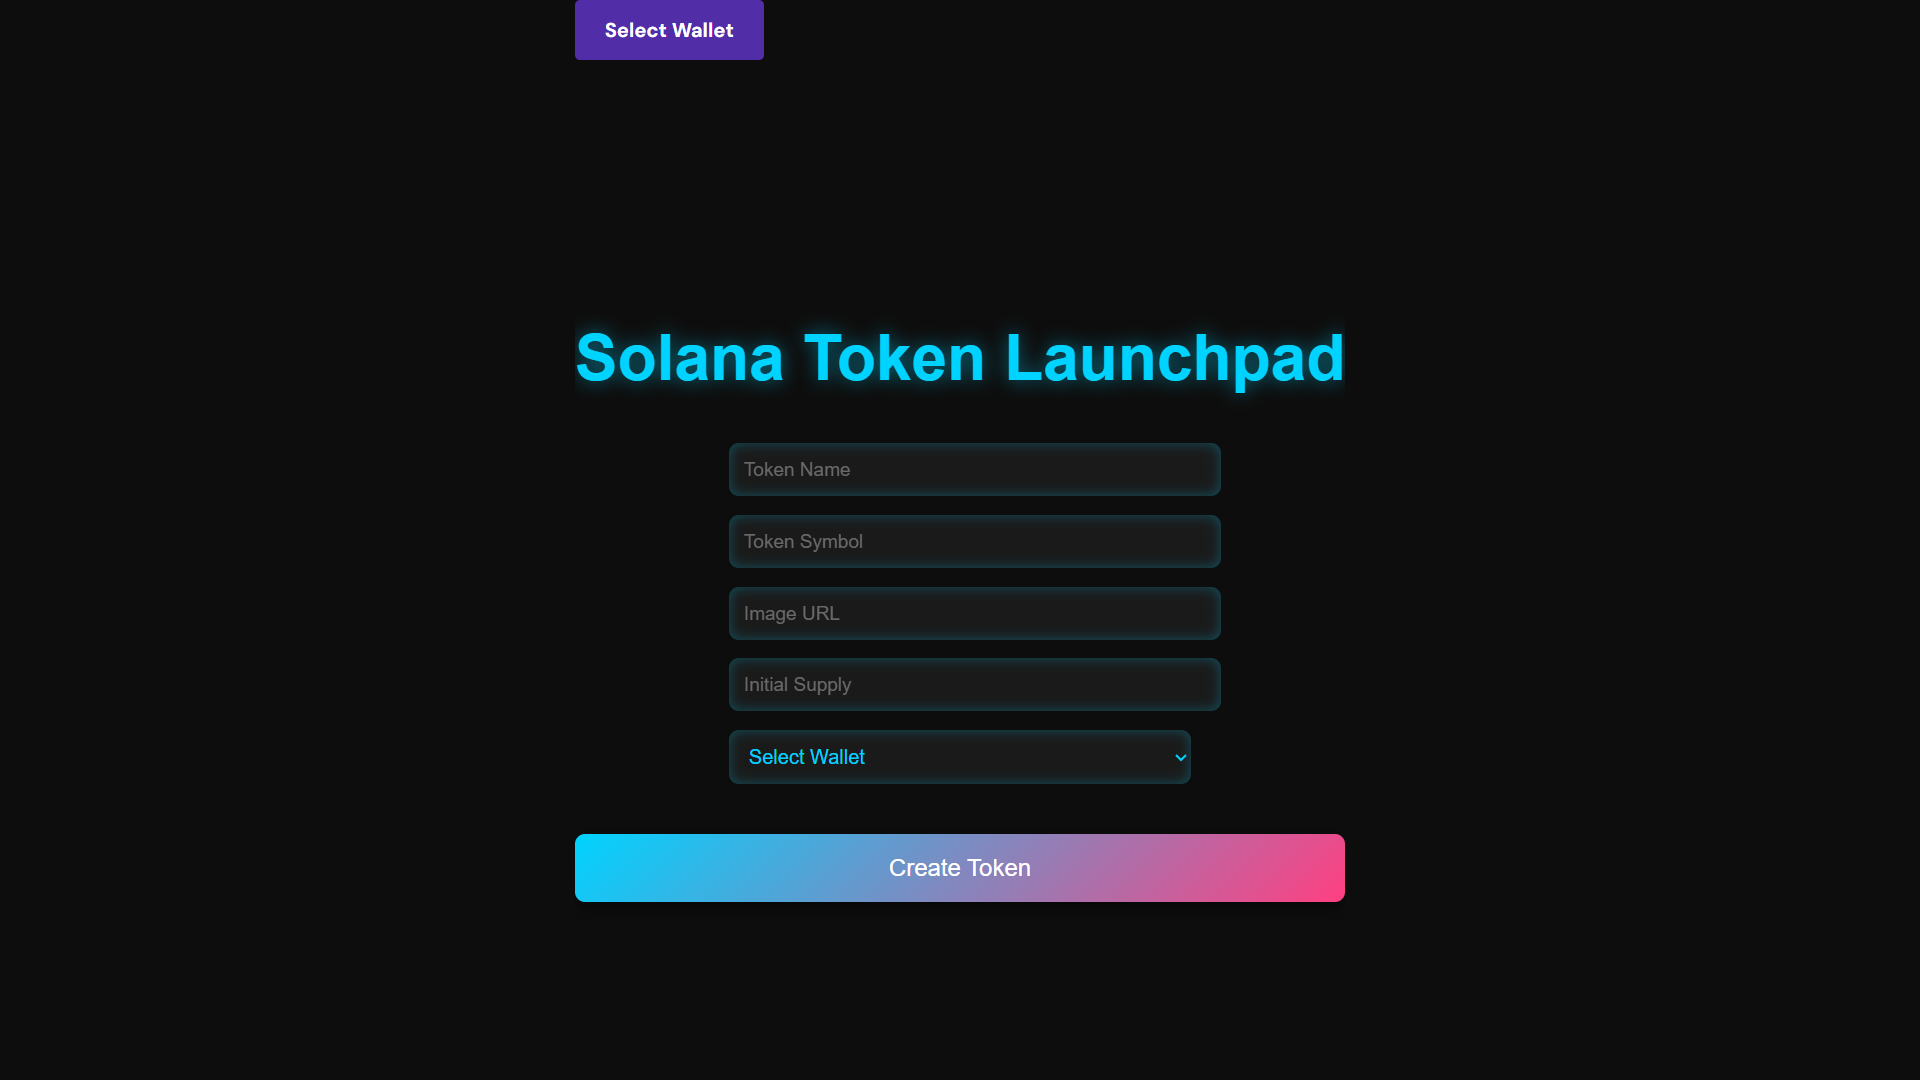 Select Wallet
Solana Token Launchpad
Token Name
Token Symbol
Image URL
Initial Supply
Select Wallet
Create Token